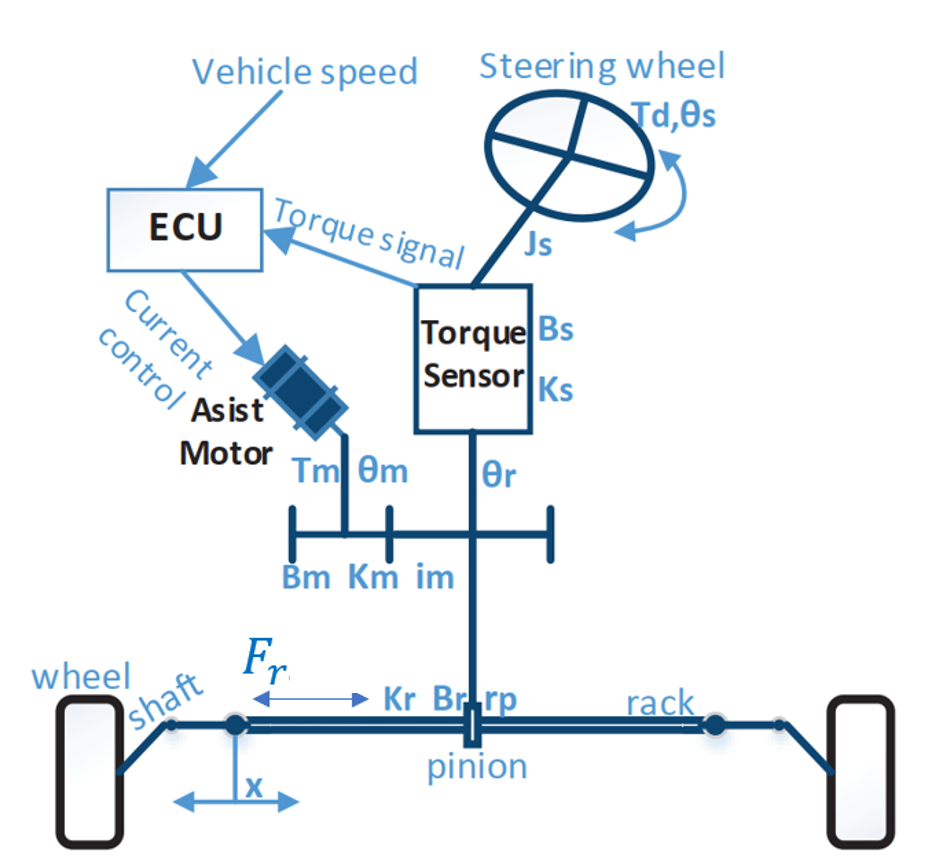 Vehicle speed
Steering wheel
Td,θs
ECU
Torque signal
Js
Current
control
Torque
Sensor
Bs
Ks
Asist
Motor
Tm θm
θr
Bm Km im
wheel
shaft
Fr
Kr Br rp
rack
pinion
x